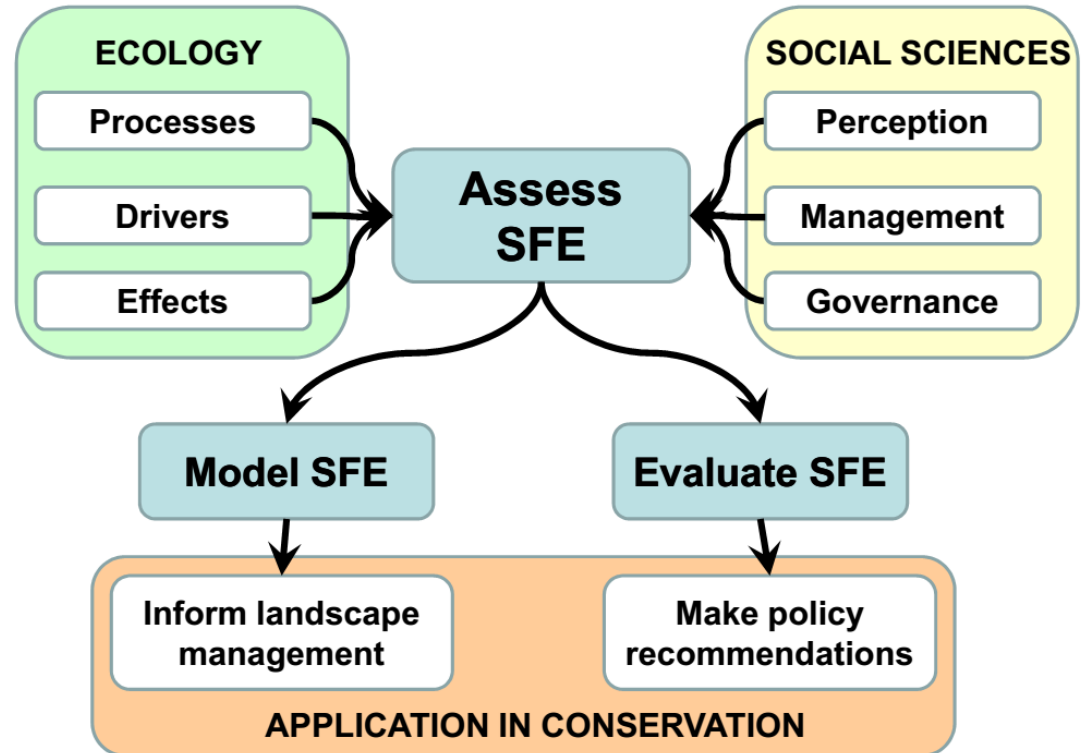 ECOLOGY
Processes
Drivers
Effects
SOCIAL SCIENCES
Perception
Management
Governance
Assess
SFE
Model SFE
Evaluate SFE
Inform landscape
management
Make policy
recommendations
APPLICATION IN CONSERVATION